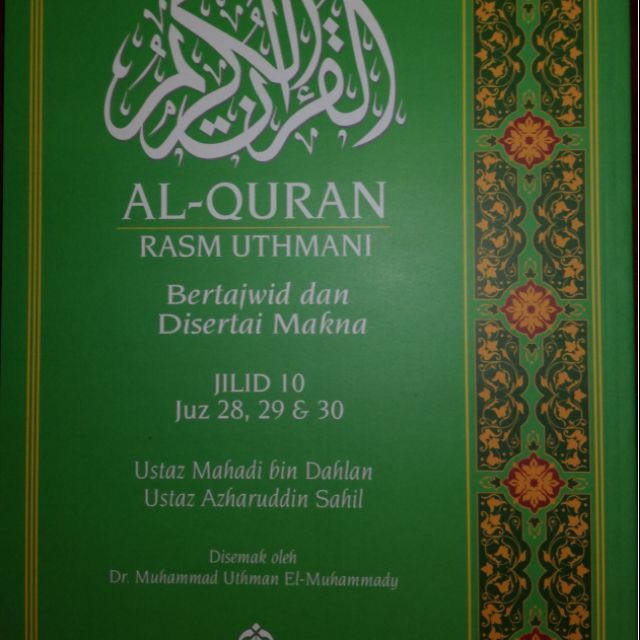 القرآن الكريم
AL-QURAN
RASM UTHMANI
Bertajwid dan
Disertai Makna
JILID 10
Juz 28, 29 & 30
Ustaz Mahadi bin Dahlan
Ustaz Azharuddin Sahil
Disemak oleh
Dr. Muhammad Uthman El-Muhammady